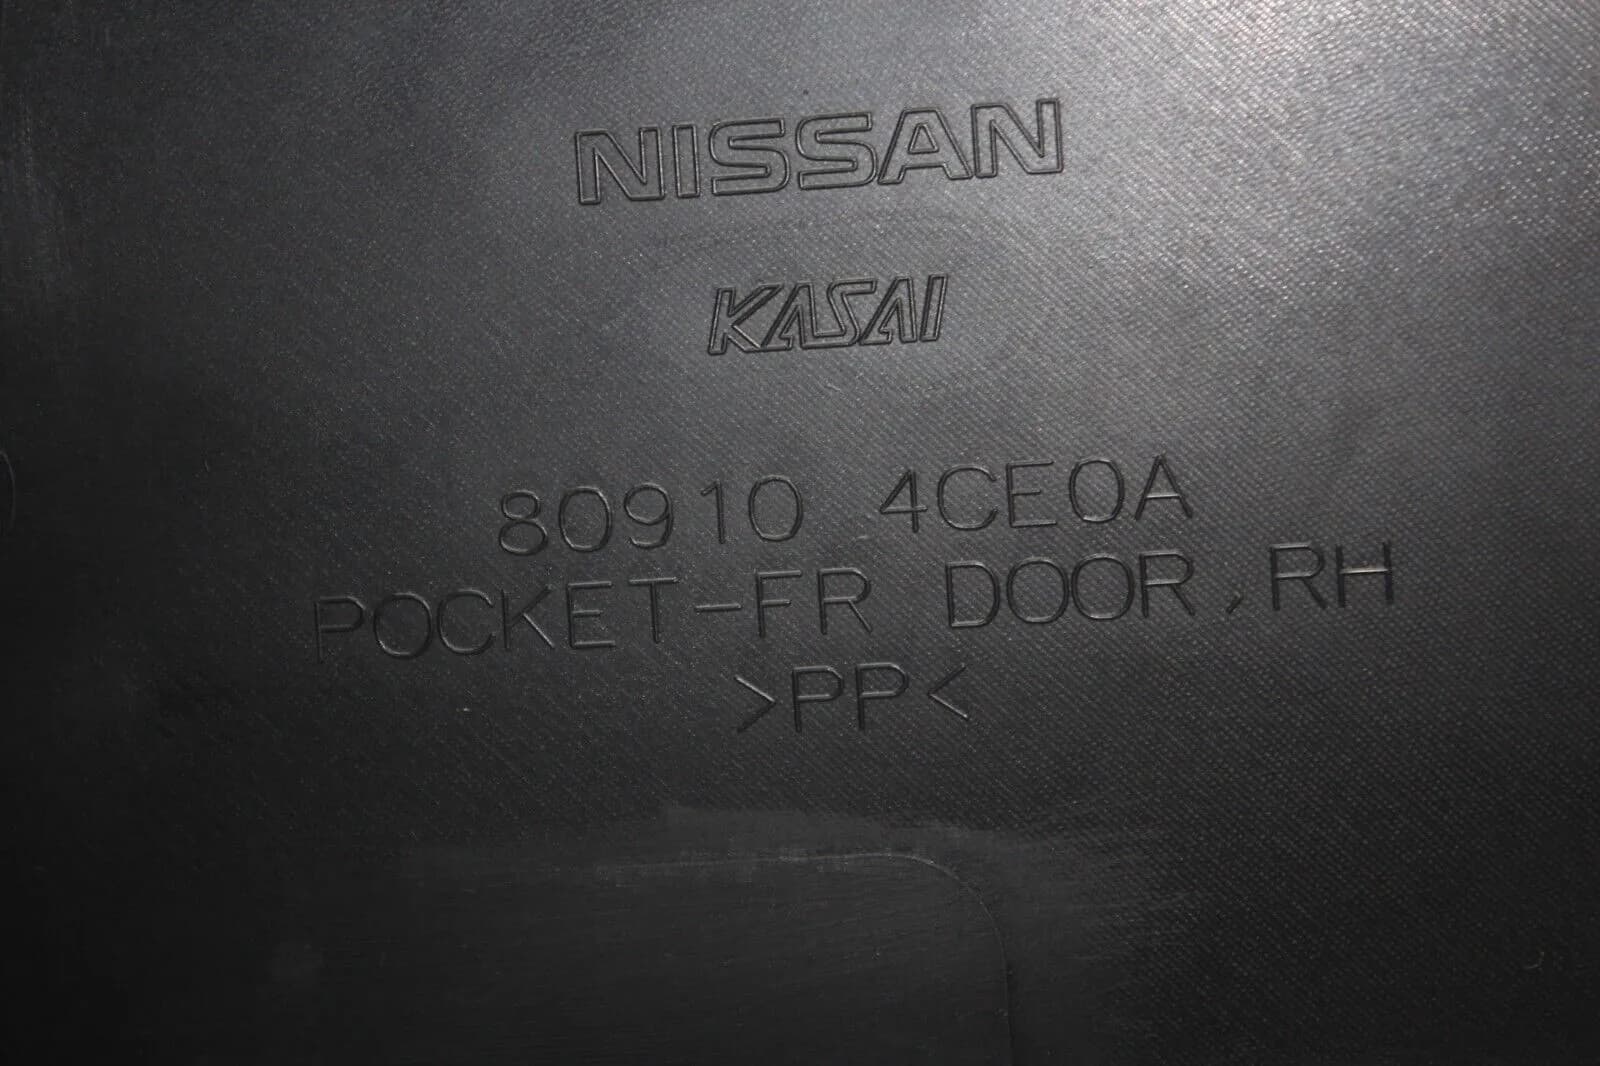 NISSAN
KASAI
80910 4CE0A
POCKET-FR DOOR,RH
>PP<